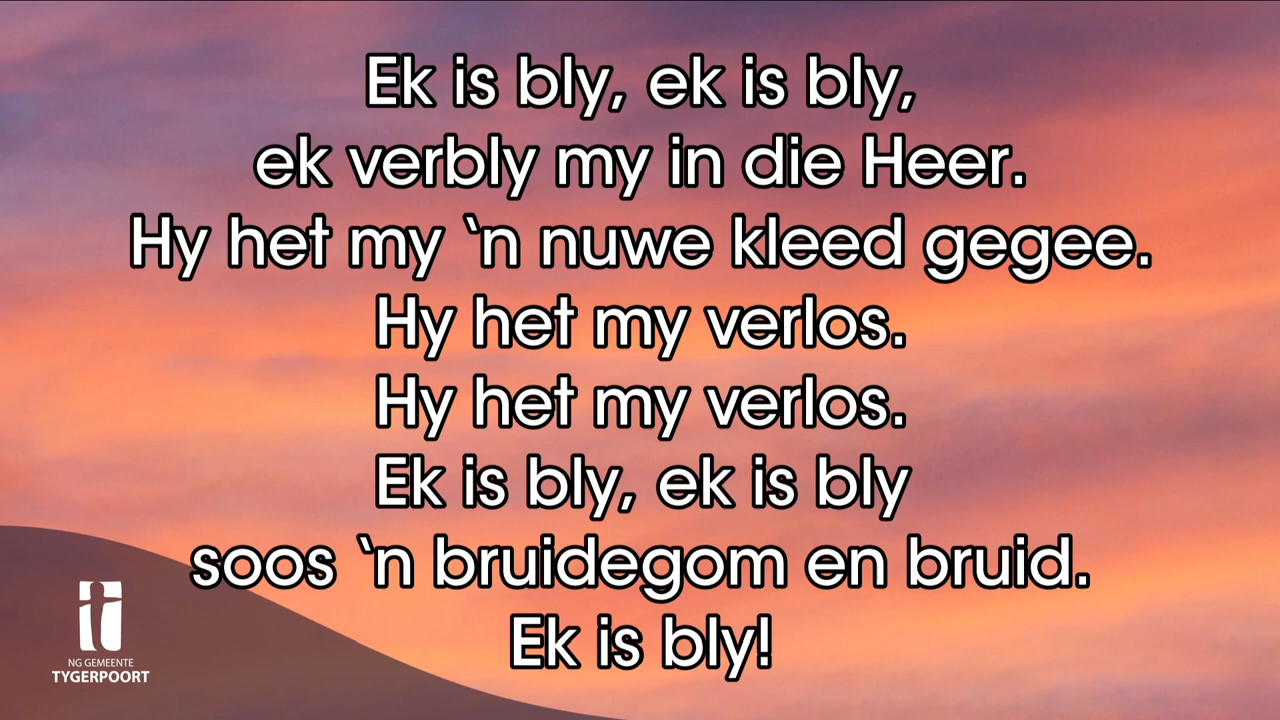 Ek is bly, ek is bly,
ek verbly my in die Heer.
Hy het my ‘n nuwe kleed gegee.
Hy het my verlos.
Hy het my verlos.
Ek is bly, ek is bly
soos ‘n bruidegom en bruid.
Ek is bly!
NG GEMEENTE
TYGERPOORT